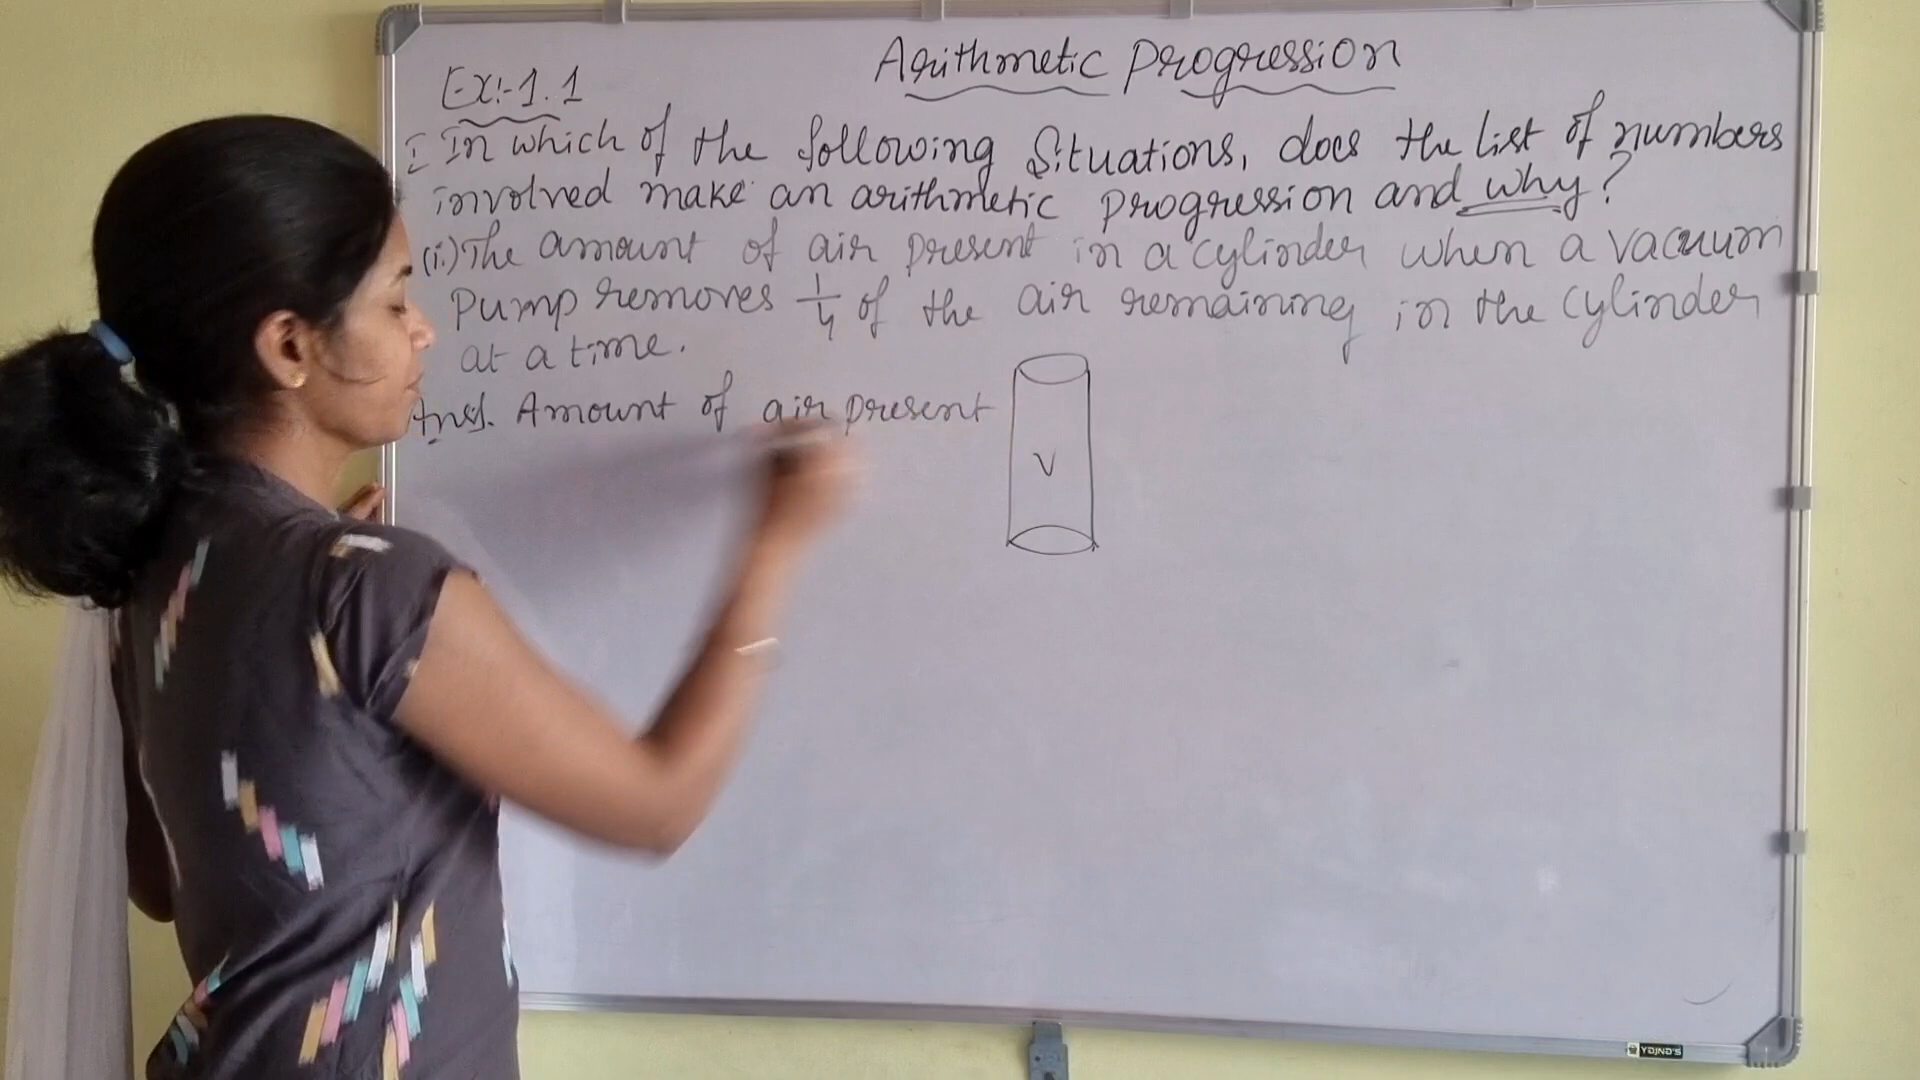 Arithmetic Progression
Ex:-1.1
I In which of the following Situations, does the list of numbers
involved make an arithmetic progression and why?
(ii) The amount of air present in a cylinder when a vacuum
Pump removes 1/4 of the air remaining in the cylinder
at a time.
Ans. Amount of air present
V
YAJNA'S